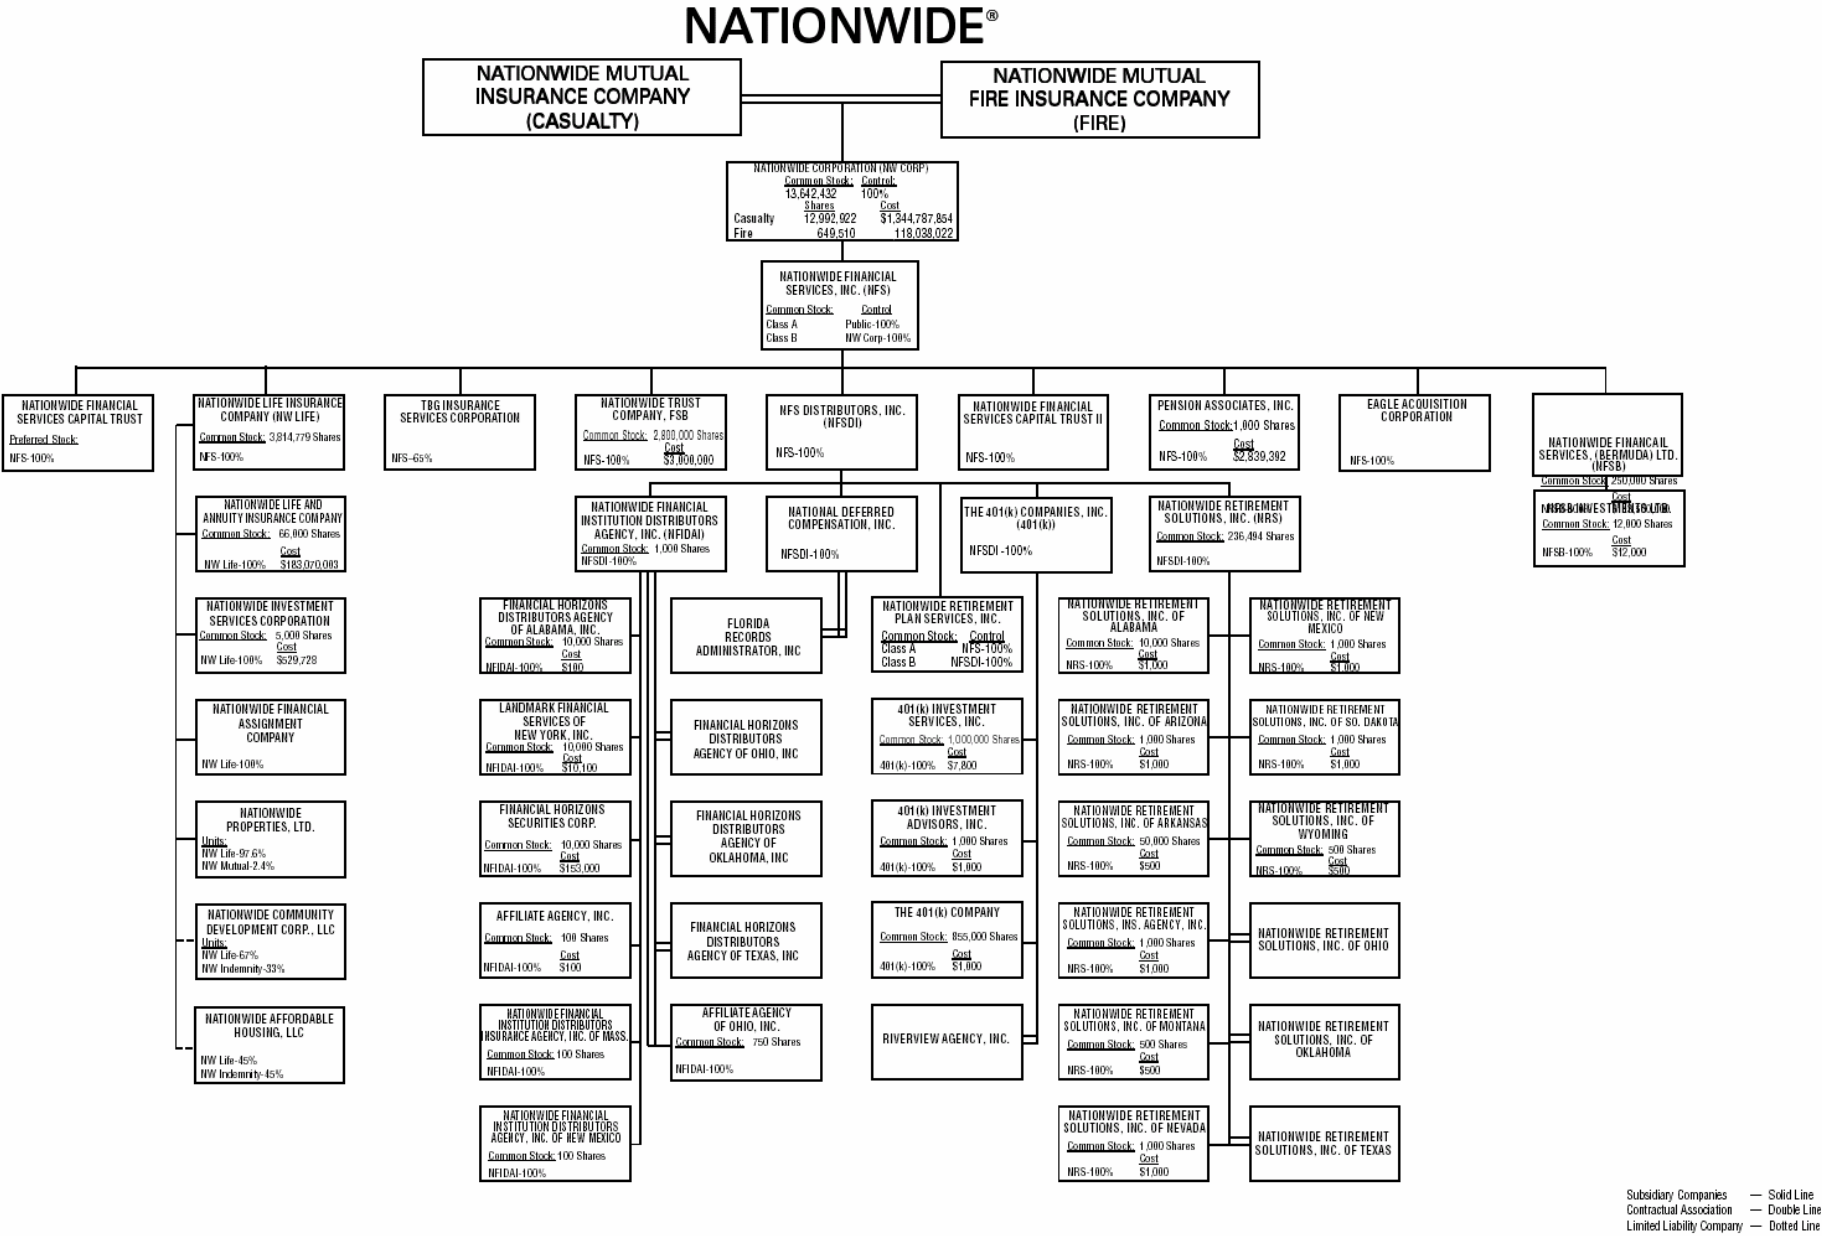 NATIONWIDE®
NATIONWIDE MUTUAL
INSURANCE COMPANY
(CASUALTY)
NATIONWIDE MUTUAL
FIRE INSURANCE COMPANY
(FIRE)
NATIONWIDE CORPORATION (NW CORP)
Common Stock: Control:
13,642,432 100%
Shares Cost
Casualty 12,992,922 $1,344,787,854
Fire 649,510 118,038,022
NATIONWIDE FINANCIAL
SERVICES, INC. (NFS)
Common Stock: Control
Class A Public-100%
Class B NW Corp-100%
NATIONWIDE FINANCIAL
SERVICES CAPITAL TRUST
Preferred Stock:
NFS-100%
NATIONWIDE LIFE INSURANCE
COMPANY (NW LIFE)
Common Stock: 3,814,779 Shares
NFS-100%
TBG INSURANCE
SERVICES CORPORATION
NFS-65%
NATIONWIDE TRUST
COMPANY, FSB
Common Stock: 2,800,000 Shares
Cost
NFS-100% $3,000,000
NFS DISTRIBUTORS, INC.
(NFSDI)
NFS-100%
NATIONWIDE FINANCIAL
SERVICES CAPITAL TRUST II
NFS-100%
PENSION ASSOCIATES, INC.
Common Stock:1,000 Shares
Cost
NFS-100% $2,839,392
EAGLE ACQUISITION
CORPORATION
NFS-100%
NATIONWIDE FINANCAIL
SERVICES, (BERMUDA) LTD.
(NFSB)
Common Stock: 250,000 Shares
Cost
Common Stock: 12,000 Shares
Cost
NFSB-100% $12,000
NATIONWIDE LIFE AND
ANNUITY INSURANCE COMPANY
Common Stock: 66,000 Shares
Cost
NW Life-100% $183,070,003
NATIONWIDE FINANCIAL
INSTITUTION DISTRIBUTORS
AGENCY, INC. (NFIDAI)
Common Stock: 1,000 Shares
NFSDI-100%
NATIONAL DEFERRED
COMPENSATION, INC.
NFSDI-100%
THE 401(k) COMPANIES, INC.
(401(k))
NFSDI -100%
NATIONWIDE RETIREMENT
SOLUTIONS, INC. (NRS)
Common Stock: 236,494 Shares
NFSDI-100%
NATIONWIDE INVESTMENT
SERVICES CORPORATION
Common Stock: 5,000 Shares
Cost
NW Life-100% $529,728
FINANCIAL HORIZONS
DISTRIBUTORS AGENCY
OF ALABAMA, INC.
Common Stock: 10,000 Shares
Cost
NFIDAI-100% $100
FLORIDA
RECORDS
ADMINISTRATOR, INC
NATIONWIDE RETIREMENT
PLAN SERVICES, INC.
Common Stock: Control
Class A NFS-100%
Class B NFSDI-100%
NATIONWIDE RETIREMENT
SOLUTIONS, INC. OF
ALABAMA
Common Stock: 10,000 Shares
Cost
NRS-100% $1,000
NATIONWIDE RETIREMENT
SOLUTIONS, INC. OF NEW
MEXICO
Common Stock: 1,000 Shares
Cost
NRS-100% $1,000
NATIONWIDE FINANCIAL
ASSIGNMENT
COMPANY
NW Life-100%
LANDMARK FINANCIAL
SERVICES OF
NEW YORK, INC.
Common Stock: 10,000 Shares
Cost
NFIDAI-100% $10,100
FINANCIAL HORIZONS
DISTRIBUTORS
AGENCY OF OHIO, INC
401(k) INVESTMENT
SERVICES, INC.
Common Stock: 1,000,000 Shares
Cost
401(k)-100% $7,800
NATIONWIDE RETIREMENT
SOLUTIONS, INC. OF ARIZONA
Common Stock: 1,000 Shares
Cost
NRS-100% $1,000
NATIONWIDE RETIREMENT
SOLUTIONS, INC. OF SO. DAKOTA
Common Stock: 1,000 Shares
Cost
NRS-100% $1,000
NATIONWIDE
PROPERTIES, LTD.
Units:
NW Life-97.6%
NW Mutual-2.4%
FINANCIAL HORIZONS
SECURITIES CORP.
Common Stock: 10,000 Shares
Cost
NFIDAI-100% $153,000
FINANCIAL HORIZONS
DISTRIBUTORS
AGENCY OF
OKLAHOMA, INC
401(k) INVESTMENT
ADVISORS, INC.
Common Stock: 1,000 Shares
Cost
401(k)-100% $1,000
NATIONWIDE RETIREMENT
SOLUTIONS, INC. OF ARKANSAS
Common Stock: 50,000 Shares
Cost
NRS-100% $500
NATIONWIDE RETIREMENT
SOLUTIONS, INC. OF
WYOMING
Common Stock: 500 Shares
Cost
NRS-100% $500
NATIONWIDE COMMUNITY
DEVELOPMENT CORP., LLC
Units:
NW Life-67%
NW Indemnity-33%
AFFILIATE AGENCY, INC.
Common Stock: 100 Shares
Cost
NFIDAI-100% $100
FINANCIAL HORIZONS
DISTRIBUTORS
AGENCY OF TEXAS, INC
THE 401(k) COMPANY
Common Stock: 855,000 Shares
Cost
401(k)-100% $1,000
NATIONWIDE RETIREMENT
SOLUTIONS, INS. AGENCY, INC.
Common Stock: 1,000 Shares
Cost
NRS-100% $1,000
NATIONWIDE RETIREMENT
SOLUTIONS, INC. OF OHIO
NATIONWIDE AFFORDABLE
HOUSING, LLC
NW Life-45%
NW Indemnity-45%
NATIONWIDE FINANCIAL
INSTITUTION DISTRIBUTORS
INSURANCE AGENCY, INC. OF MASS.
Common Stock: 100 Shares
NFIDAI-100%
AFFILIATE AGENCY
OF OHIO, INC.
Common Stock: 750 Shares
NFIDAI-100%
RIVERVIEW AGENCY, INC.
NATIONWIDE RETIREMENT
SOLUTIONS, INC. OF MONTANA
Common Stock: 500 Shares
Cost
NRS-100% $500
NATIONWIDE RETIREMENT
SOLUTIONS, INC. OF
OKLAHOMA
NATIONWIDE FINANCIAL
INSTITUTION DISTRIBUTORS
AGENCY, INC. OF NEW MEXICO
Common Stock: 100 Shares
NFIDAI-100%
NATIONWIDE RETIREMENT
SOLUTIONS, INC. OF NEVADA
Common Stock: 1,000 Shares
Cost
NRS-100% $1,000
NATIONWIDE RETIREMENT
SOLUTIONS, INC. OF TEXAS
Subsidiary Companies — Solid Line
Contractual Association — Double Line
Limited Liability Company — Dotted Line